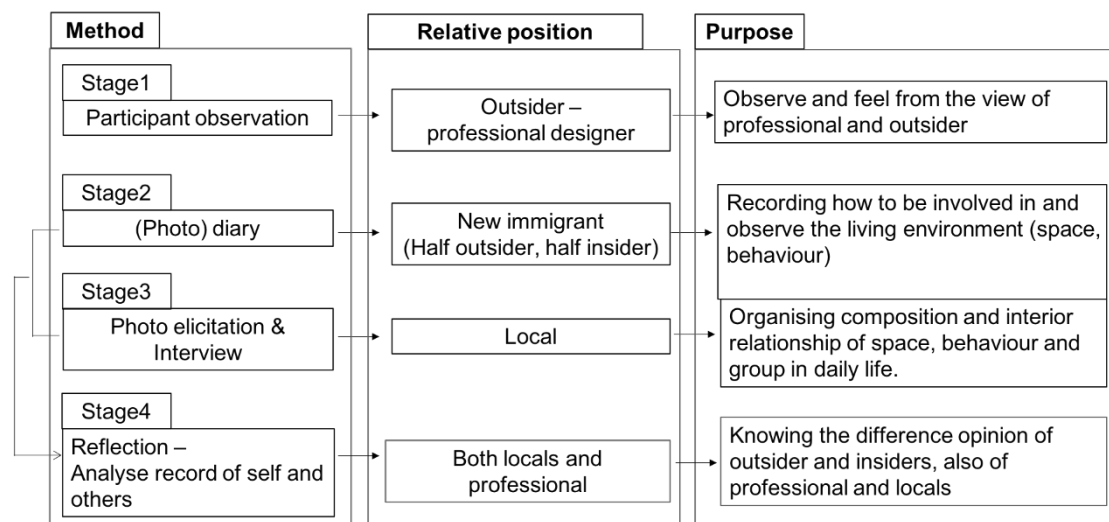 Method
Relative position
Purpose
Stage1
Participant observation
Outsider –
professional designer
Observe and feel from the view of
professional and outsider
Stage2
(Photo) diary
New immigrant
(Half outsider, half insider)
Recording how to be involved in and
observe the living environment (space,
behaviour)
Stage3
Photo elicitation &
Interview
Local
Organising composition and interior
relationship of space, behaviour and
group in daily life.
Stage4
Reflection –
Analyse record of self and
others
Both locals and
professional
Knowing the difference opinion of
outsider and insiders, also of
professional and locals